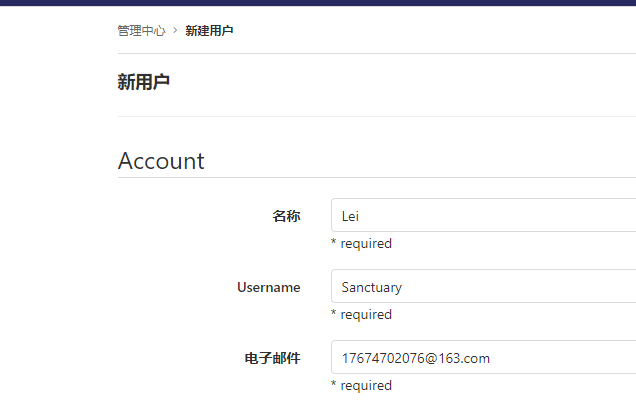 管理中心 › 新建用户
新用户
Account
名称 Lei
* required
Username Sanctuary
* required
电子邮件 17674702076@163.com
* required